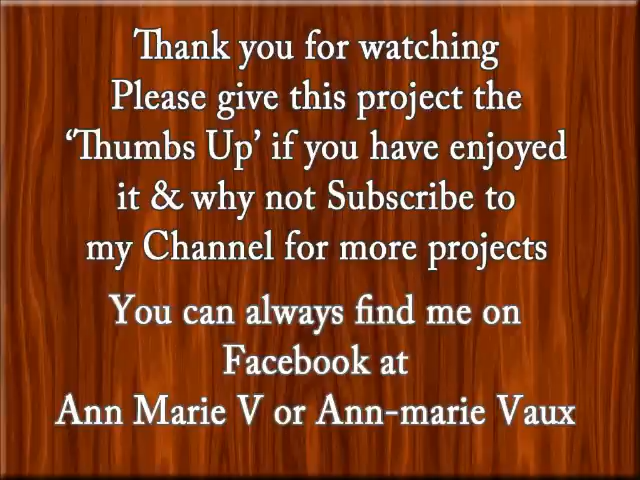 Thank you for watching
Please give this project the
‘Thumbs Up’ if you have enjoyed
it & why not Subscribe to
my Channel for more projects
You can always find me on
Facebook at
Ann Marie V or Ann-marie Vaux